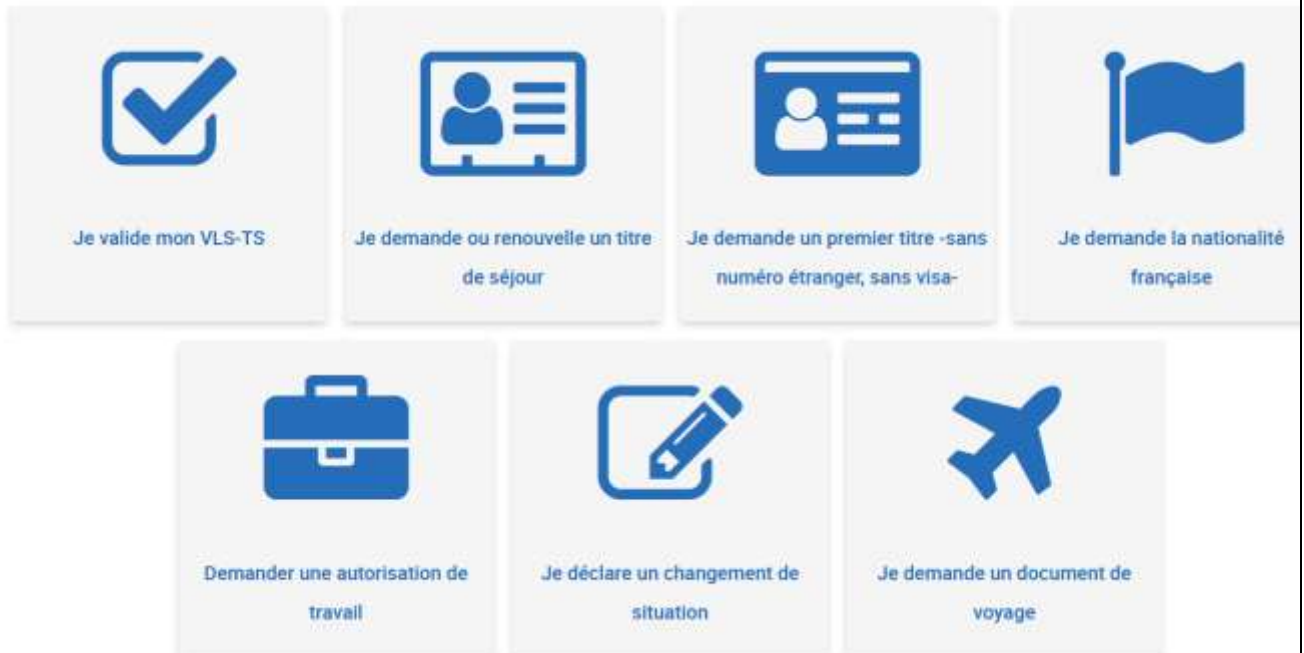 Je valide mon VLS-TS
Je demande ou renouvelle un titre
de séjour
Je demande un premier titre -sans
numéro étranger, sans visa-
Je demande la nationalité
française
Demander une autorisation de
travail
Je déclare un changement de
situation
Je demande un document de
voyage